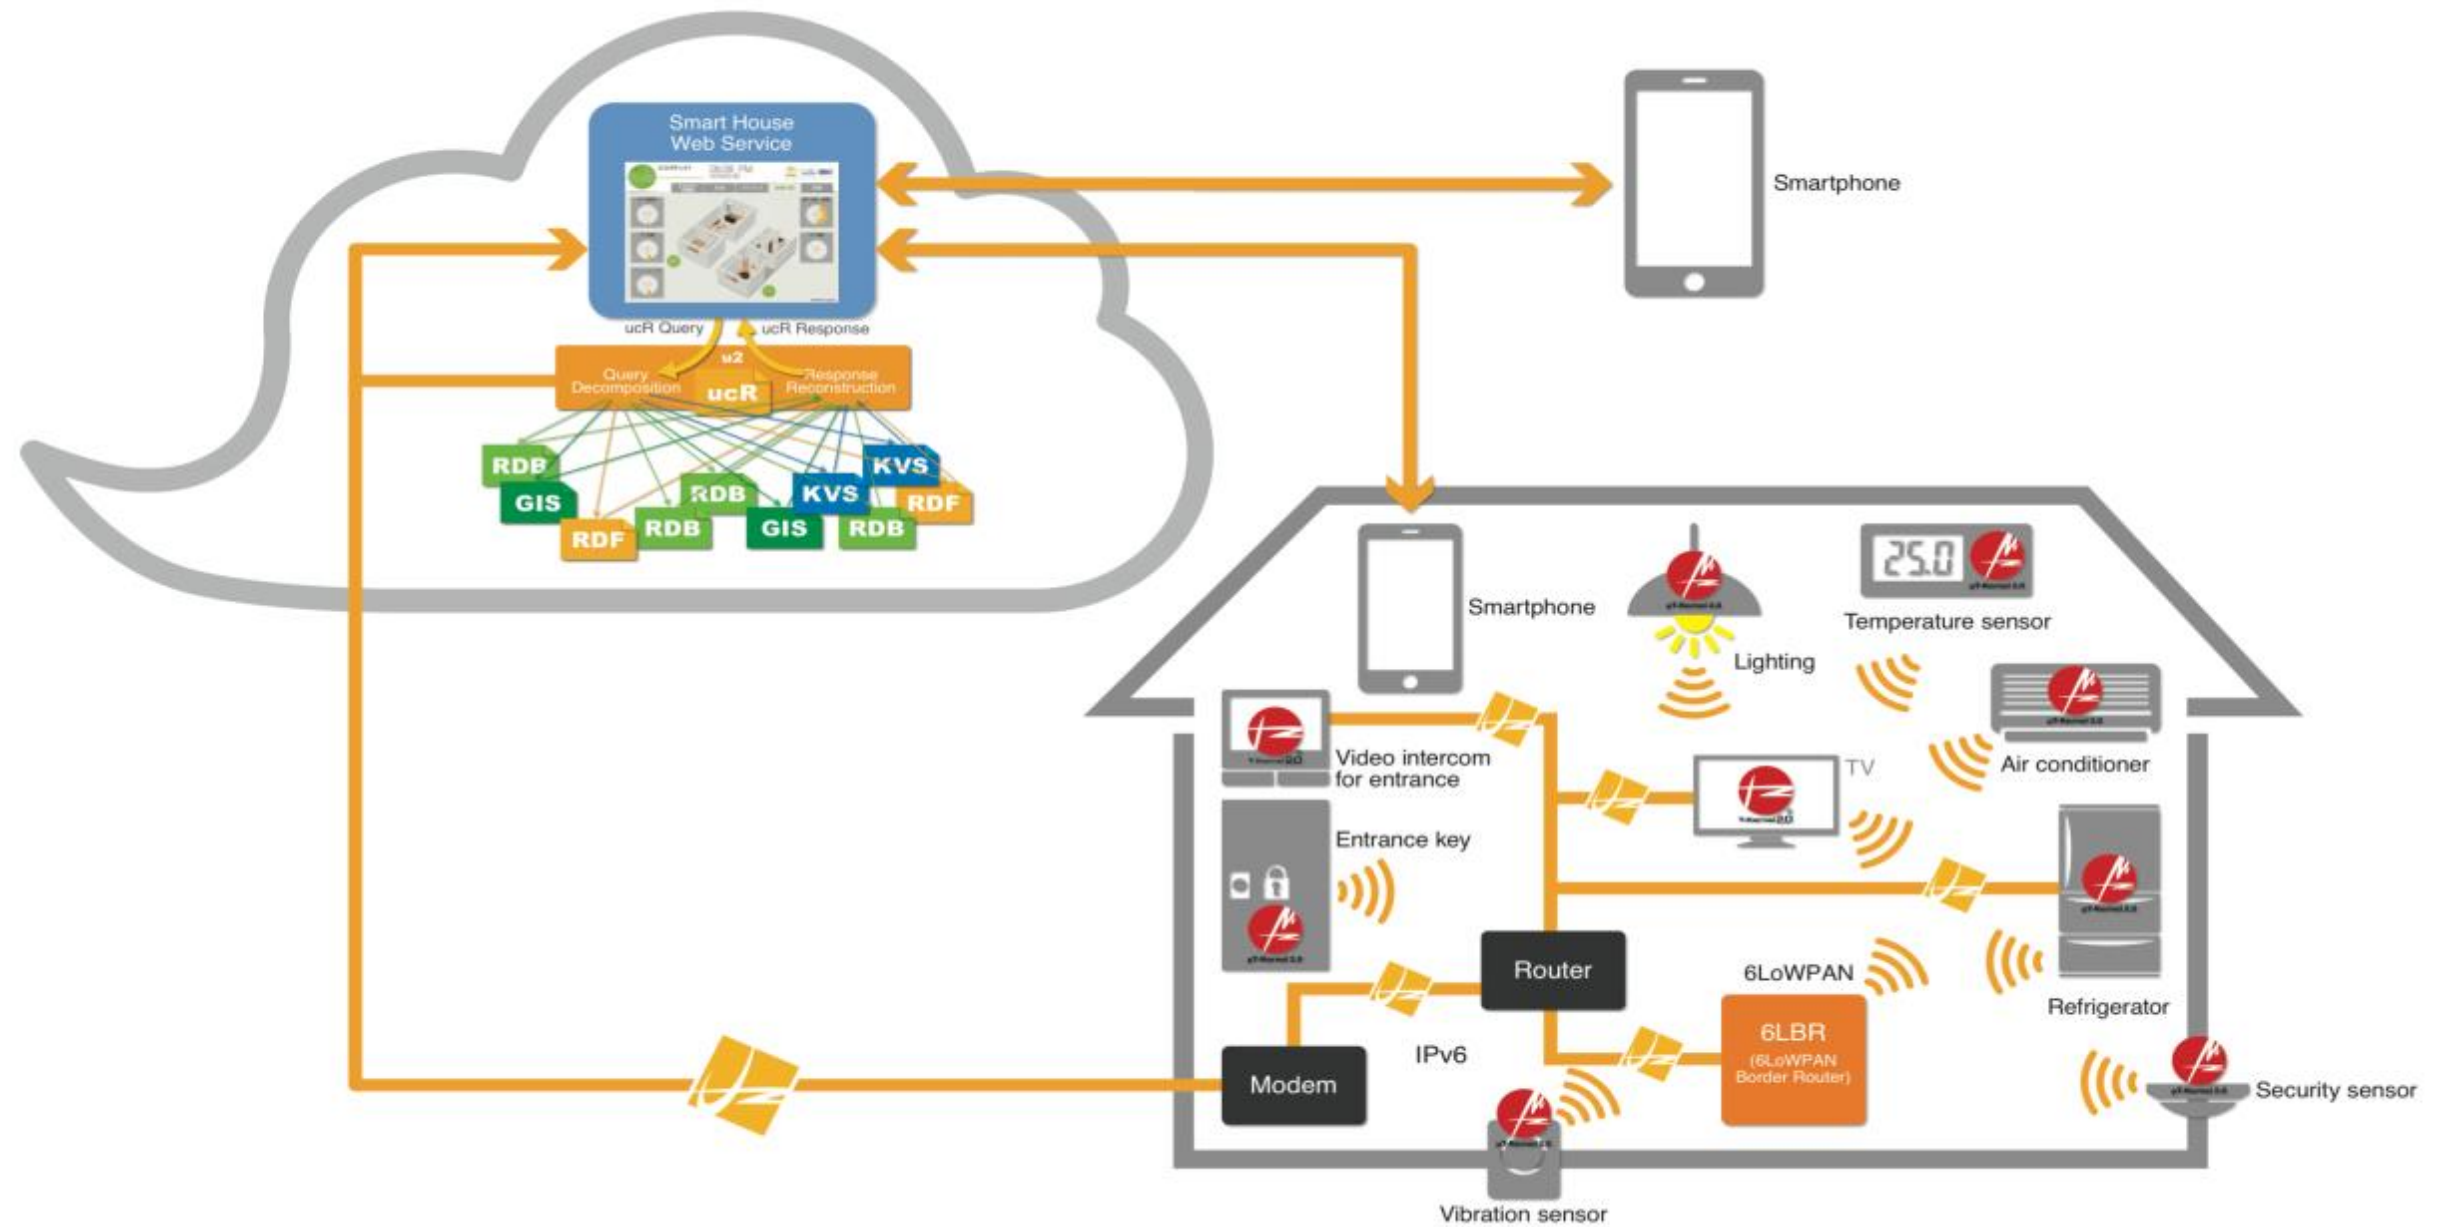 Smart House
Web Service
Smartphone
ucR Query
ucR Response
u2
Query
Decomposition
ucR
Response
Reconstruction
RDB
GIS
RDF
RDB
RDB
GIS
KVS
RDB
KVS
RDF
Smartphone
Lighting
25.0
Temperature sensor
Air conditioner
Video intercom
for entrance
TV
Entrance key
Router
6LoWPAN
Refrigerator
IPv6
Modem
6LBR
(6LoWPAN
Border Router)
Security sensor
Vibration sensor